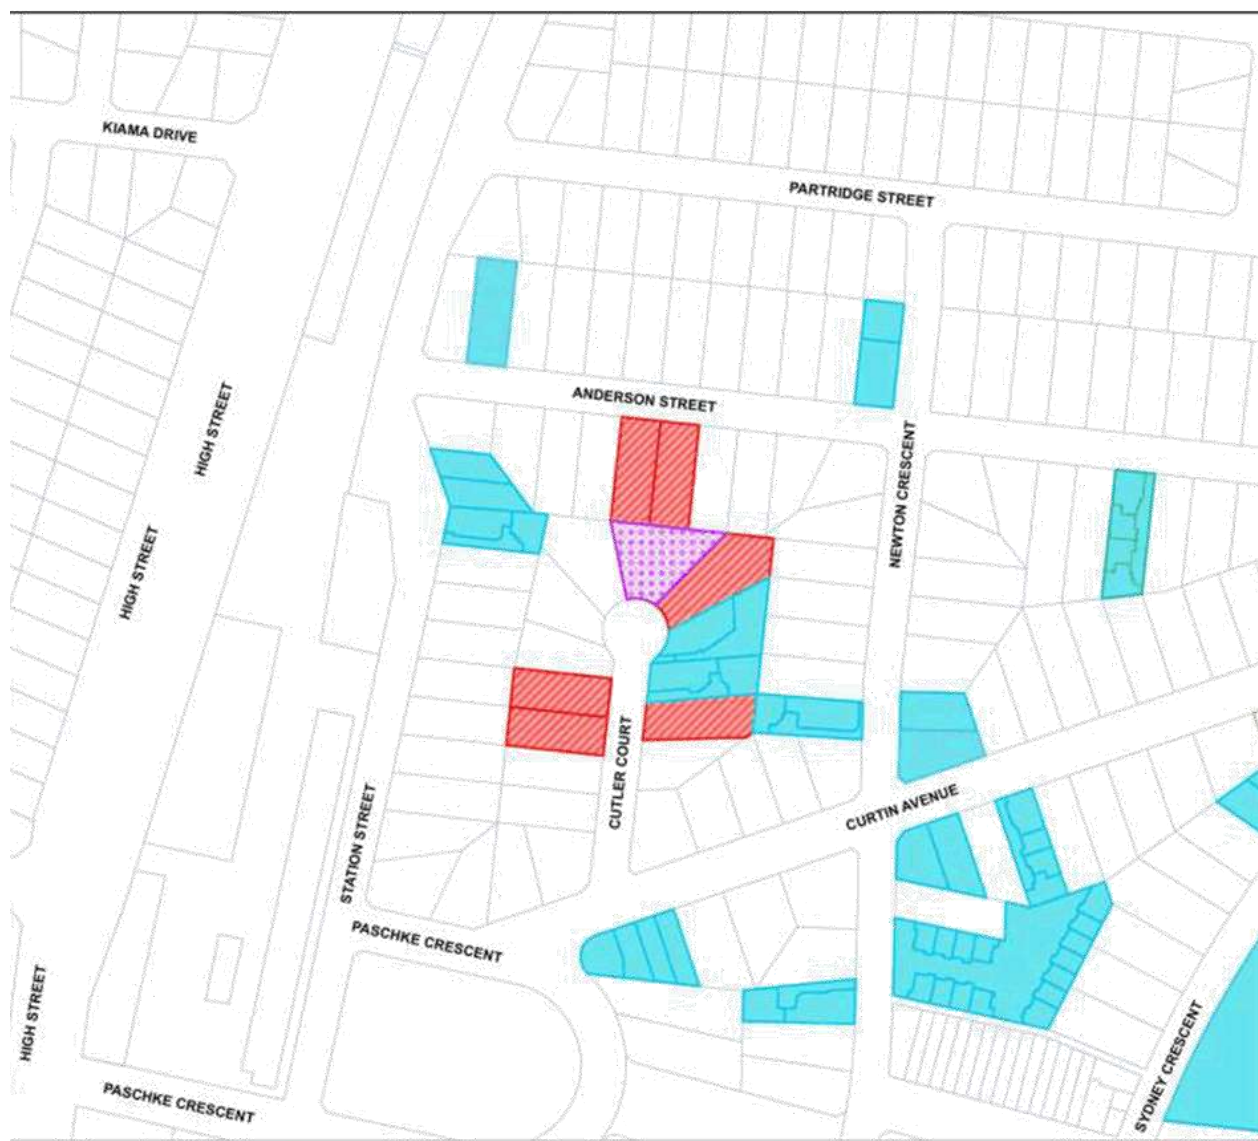 KIAMA DRIVE
PARTRIDGE STREET
HIGH STREET
ANDERSON STREET
NEWTON CRESCENT
HIGH STREET
CUTLER COURT
CURTIN AVENUE
STATION STREET
PASCHKE CRESCENT
HIGH STREET
SYDNEY CRESCENT
PASCHKE CRESCENT